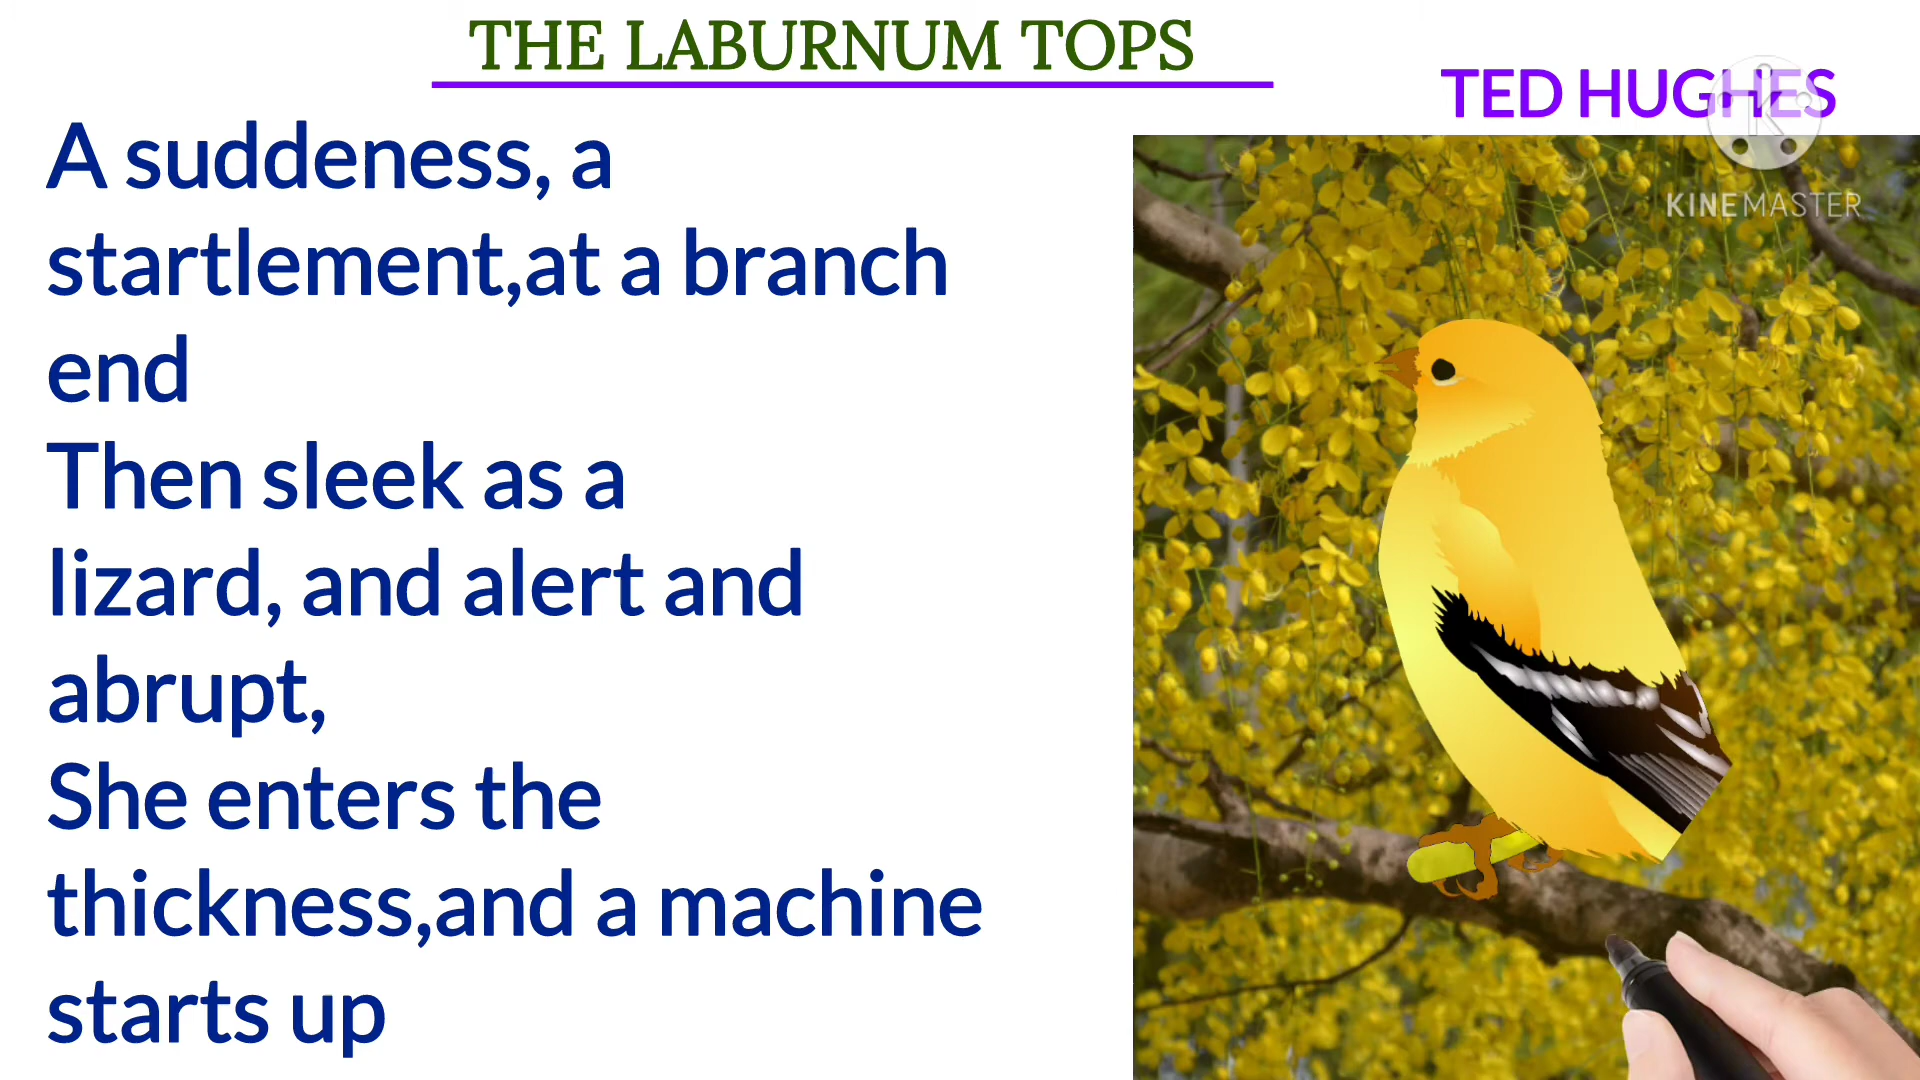 THE LABURNUM TOPS
TED HUGHES
KINEMASTER
A suddeness, a
startlement,at a branch
end
Then sleek as a
lizard, and alert and
abrupt,
She enters the
thickness,and a machine
starts up